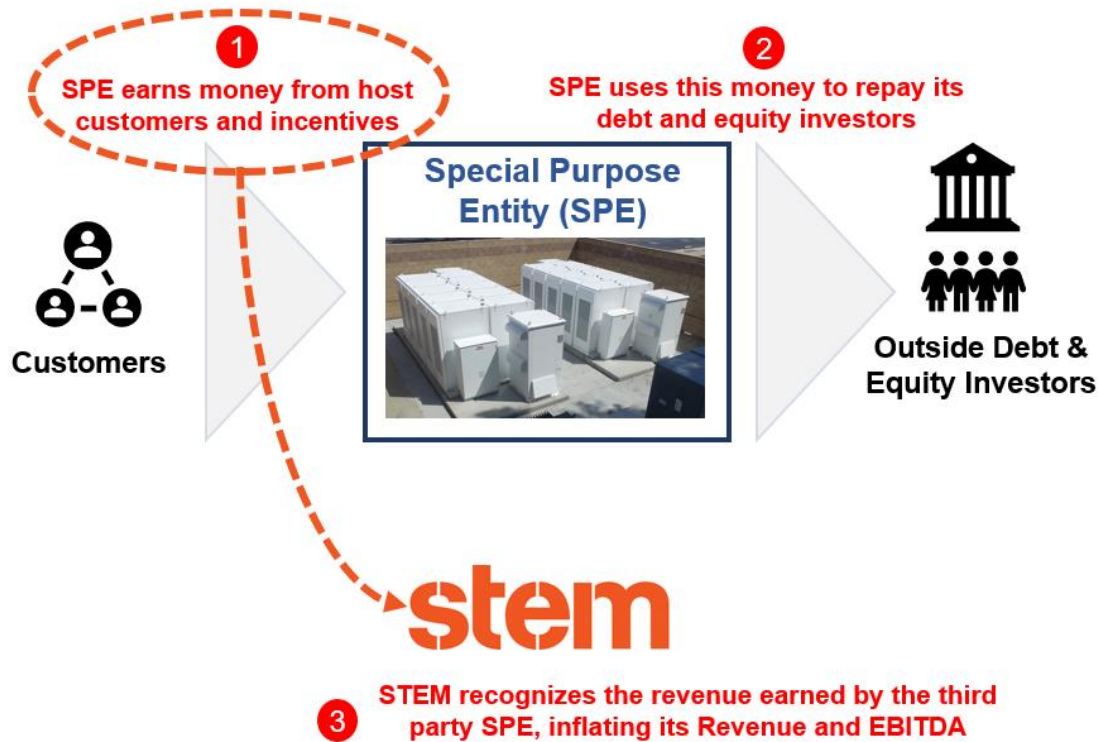 1
SPE earns money from host
customers and incentives
2
SPE uses this money to repay its
debt and equity investors
Special Purpose
Entity (SPE)
Customers
Outside Debt &
Equity Investors
stem
3
STEM recognizes the revenue earned by the third
party SPE, inflating its Revenue and EBITDA